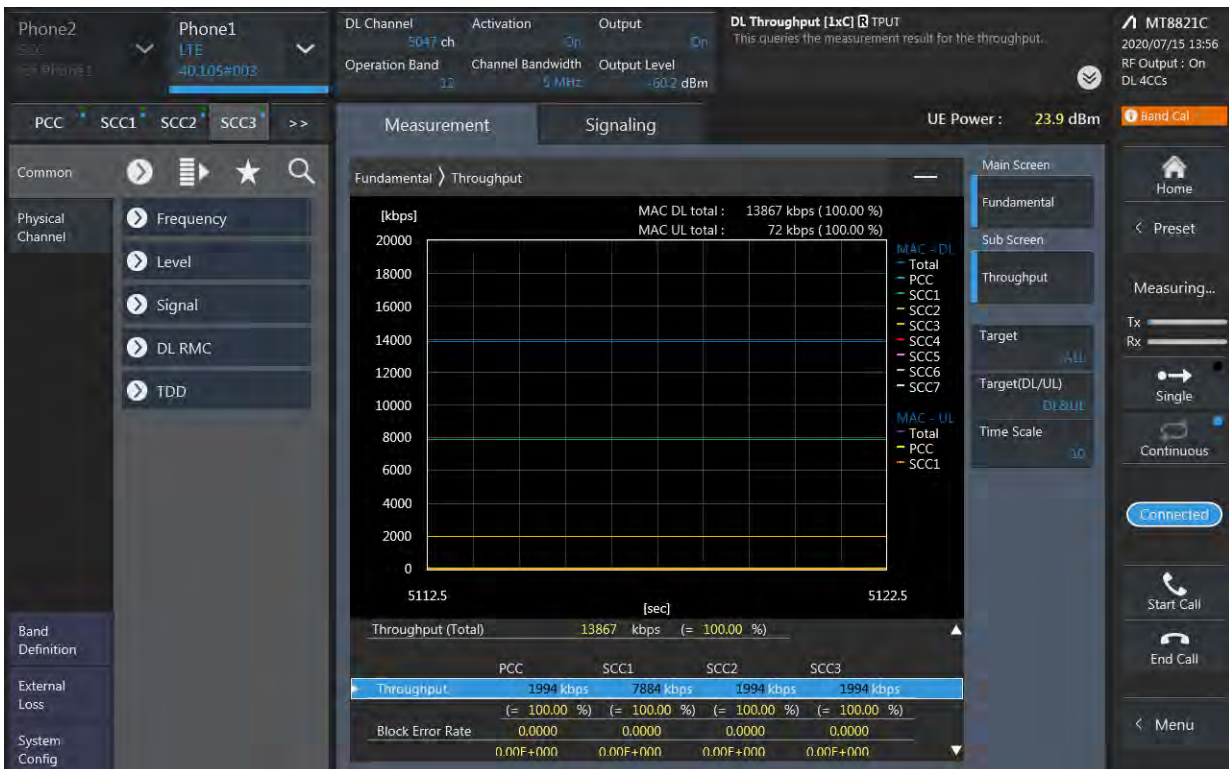 Phone2
SCC
Phone1
LTE
40.10S#003
DL Channel
5047 ch
Activation
On
Output
On
Operation Band
12
Channel Bandwidth
5 MHz
Output Level
-60.2 dBm
DL Throughput [1xC] R TPUT
This queries the measurement result for the throughput.
MT8821C
2020/07/15 13:56
RF Output : On
DL 4CCs
PCC SCC1 SCC2 SCC3 >>
Measurement Signaling
UE Power : 23.9 dBm
Band Cal
Common
Physical
Channel
Frequency
Level
Signal
DL RMC
TDD
Band
Definition
External
Loss
System
Config
Fundamental 〉 Throughput
[kbps]
MAC DL total : 13867 kbps ( 100.00 %)
MAC UL total : 72 kbps ( 100.00 %)
20000
18000
16000
14000
12000
10000
8000
6000
4000
2000
0
5112.5
5122.5
[sec]
MAC - DL
Total
PCC
SCC1
SCC2
SCC3
SCC4
SCC5
SCC6
SCC7
MAC - UL
Total
PCC
SCC1
Throughput (Total) 13867 kbps (= 100.00 %)
PCC SCC1 SCC2 SCC3
Throughput 1994 kbps 7884 kbps 1994 kbps 1994 kbps
(= 100.00 %) (= 100.00 %) (= 100.00 %) (= 100.00 %)
Block Error Rate 0.0000 0.0000 0.0000 0.0000
0.00E+000 0.00E+000 0.00E+000 0.00E+000
Main Screen
Fundamental
Sub Screen
Throughput
Target
ALL
Target(DL/UL)
DL&UL
Time Scale
10
Home
< Preset
Measuring...
Tx
Rx
Single
Continuous
Connected
Start Call
End Call
< Menu